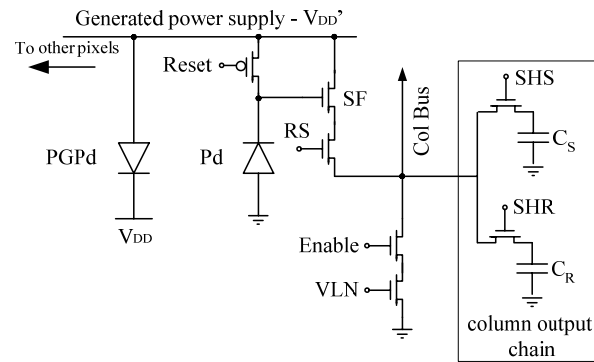 Generated power supply - VDD'
To other pixels
Reset
SF
SHS
CS
RS
Col Bus
PGPd
Pd
VDD
SHR
Enable
CR
VLN
column output
chain